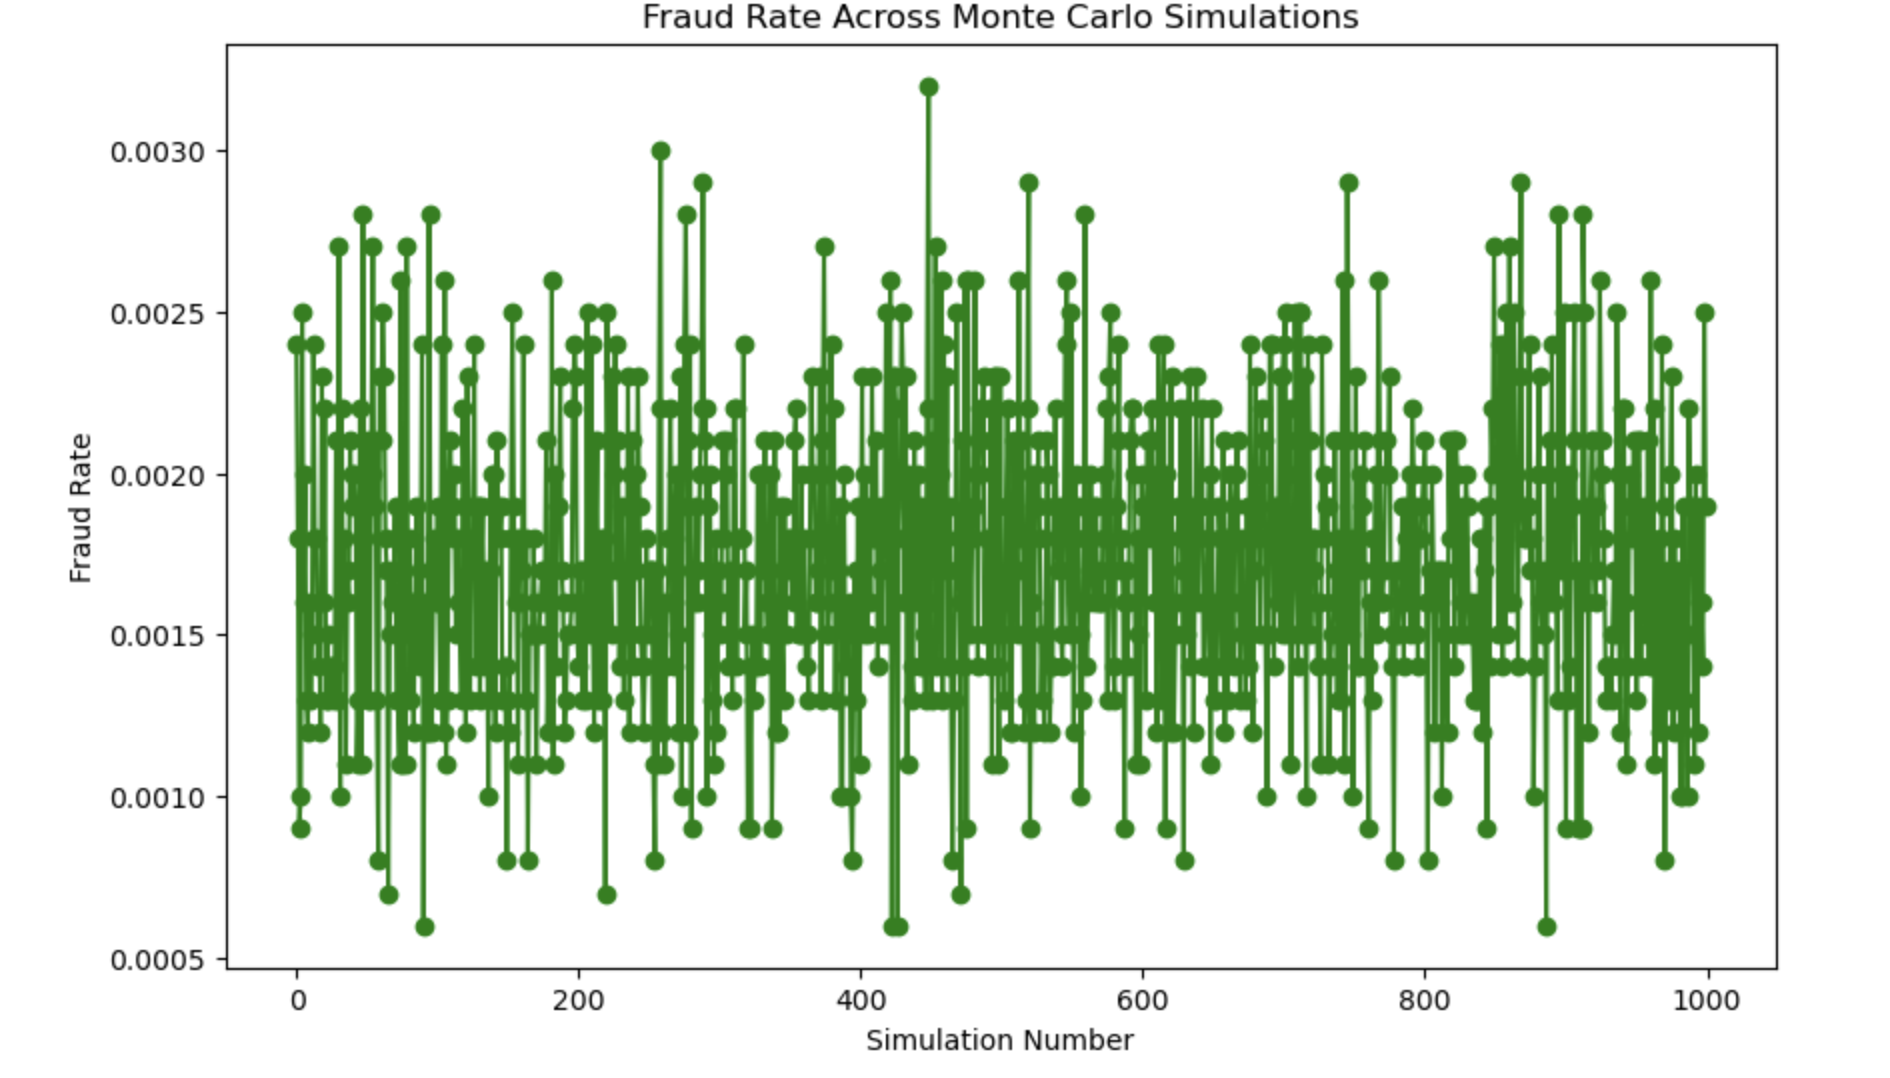 Fraud Rate Across Monte Carlo Simulations
0.0030
0.0025
0.0020
0.0015
0.0010
0.0005
Fraud Rate
0 200 400 600 800 1000
Simulation Number